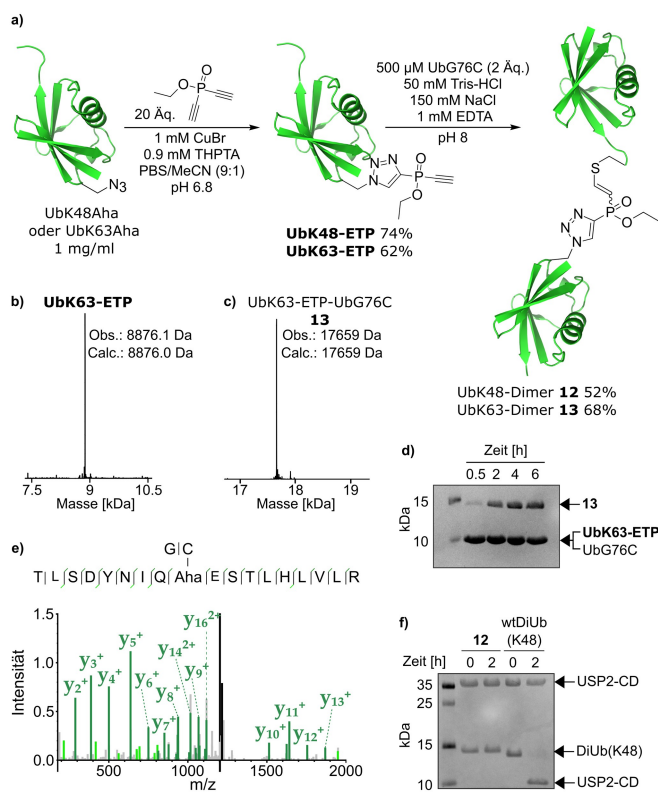 a)
O
O P
20 Äq.
1 mM CuBr
0.9 mM THPTA
PBS/MeCN (9:1)
pH 6.8
N3
UbK48Aha
oder UbK63Aha
1 mg/ml
N=N
N
O
P
O
UbK48-ETP 74%
UbK63-ETP 62%
500 µM UbG76C (2 Äq.)
50 mM Tris-HCl
150 mM NaCl
1 mM EDTA
pH 8
S
O
P O
N=N
N
UbK48-Dimer 12 52%
UbK63-Dimer 13 68%
b) UbK63-ETP
Obs.: 8876.1 Da
Calc.: 8876.0 Da
7.5 9 10.5
Masse [kDa]
c) UbK63-ETP-UbG76C
13
Obs.: 17659 Da
Calc.: 17659 Da
17 18 19
Masse [kDa]
d) Zeit [h]
0.5 2 4 6
kDa
15
10
13
UbK63-ETP
UbG76C
e)
G C
T L S D Y N I Q Aha E S T L H L V L R
Intensität
1.5
1.0
0.5
0.0
y2+ y3+ y4+ y5+ y6+ y7+ y8+ y9+ y14 2+ y16 2+ y10+ y11+ y12+ y13+
500 1000 1500 2000
m/z
f) 12 wtDiUb
(K48)
Zeit [h] 0 2 0 2
kDa
35
25
15
10
USP2-CD
DiUb(K48)
USP2-CD